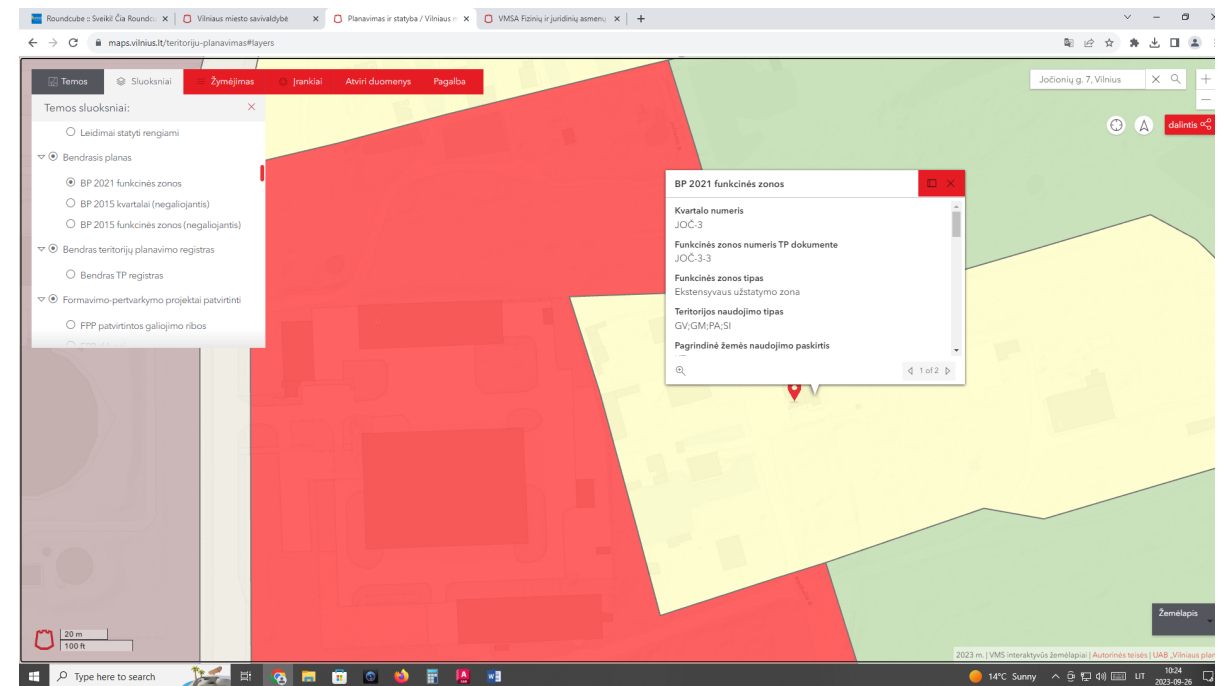 Roundcube :: Sveiki! Čia Roundcu
Vilniaus miesto savivaldybė
Planavimas ir statyba / Vilniaus m
VMSA Fizinių ir juridinių asmenų
maps.vilnius.lt/teritoriju-planavimas#layers
Temos
Sluoksniai
Žymėjimas
Įrankiai
Atviri duomenys
Pagalba
Jočionių g. 7, Vilnius
dalintis
Temos sluoksniai:
Leidimai statyti rengiami
Bendrasis planas
BP 2021 funkcinės zonos
BP 2015 kvartalai (negaliojantis)
BP 2015 funkcinės zonos (negaliojantis)
Bendras teritorijų planavimo registras
Bendras TP registras
Formavimo-pertvarkymo projektai patvirtinti
FPP patvirtintos galiojimo ribos
BP 2021 funkcinės zonos
Kvartalo numeris
JOČ-3
Funkcinės zonos numeris TP dokumente
JOČ-3-3
Funkcinės zonos tipas
Ekstensyvaus užstatymo zona
Teritorijos naudojimo tipas
GV;GM;PA;SI
Pagrindinė žemės naudojimo paskirtis
1 of 2
20 m
100 ft
Žemėlapis
2023 m. | VMS interaktyvūs žemėlapiai | Autorinės teisės | UAB „Vilniaus plan
Type here to search
14°C Sunny
LIT
10:24
2023-09-26